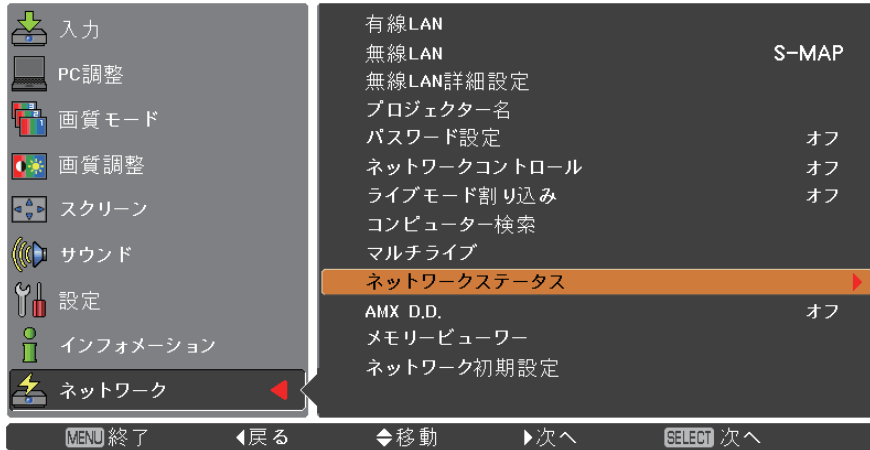 入力
PC調整
画質モード
画質調整
スクリーン
サウンド
設定
インフォメーション
ネットワーク
有線LAN
無線LAN S-MAP
無線LAN詳細設定
プロジェクター名
パスワード設定 オフ
ネットワークコントロール オフ
ライブモード割り込み オフ
コンピューター検索
マルチライブ
ネットワークステータス
AMX D.D. オフ
メモリービューワー
ネットワーク初期設定
MENU 終了 戻る 移動 次へ SELECT 次へ